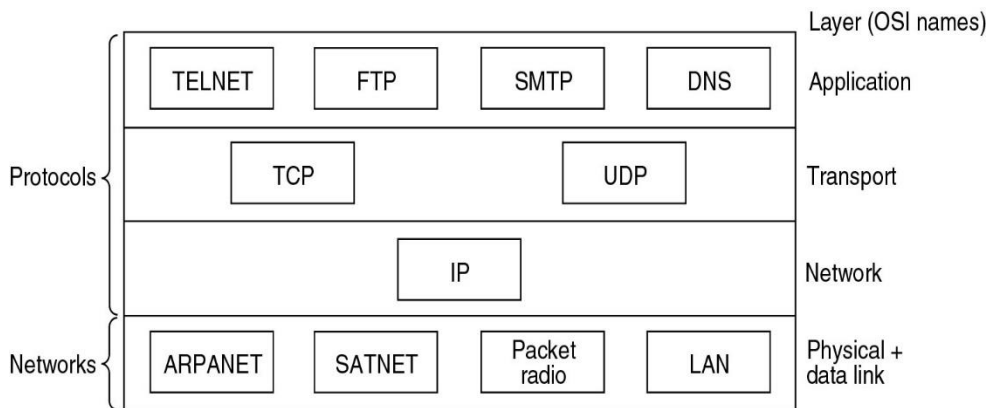 Layer (OSI names)
TELNET FTP SMTP DNS Application
Protocols TCP UDP Transport
IP Network
Networks ARPANET SATNET Packet radio LAN Physical + data link